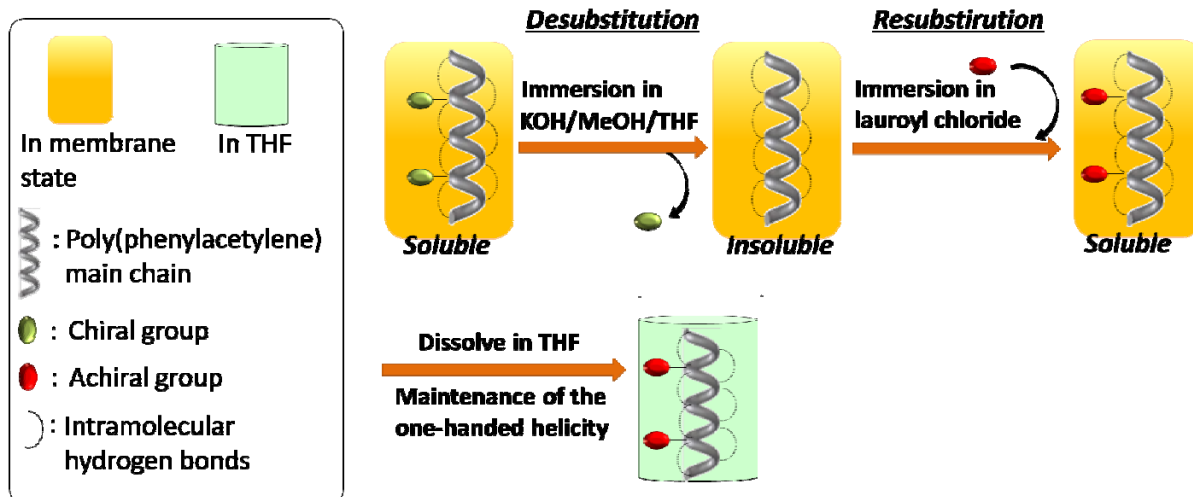 In membrane
state
In THF
: Poly(phenylacetylene)
main chain
: Chiral group
: Achiral group
: Intramolecular
hydrogen bonds
Desubstitution
Immersion in
KOH/MeOH/THF
Soluble
Insoluble
Resubstirution
Immersion in
lauroyl chloride
Soluble
Dissolve in THF
Maintenance of the
one-handed helicity